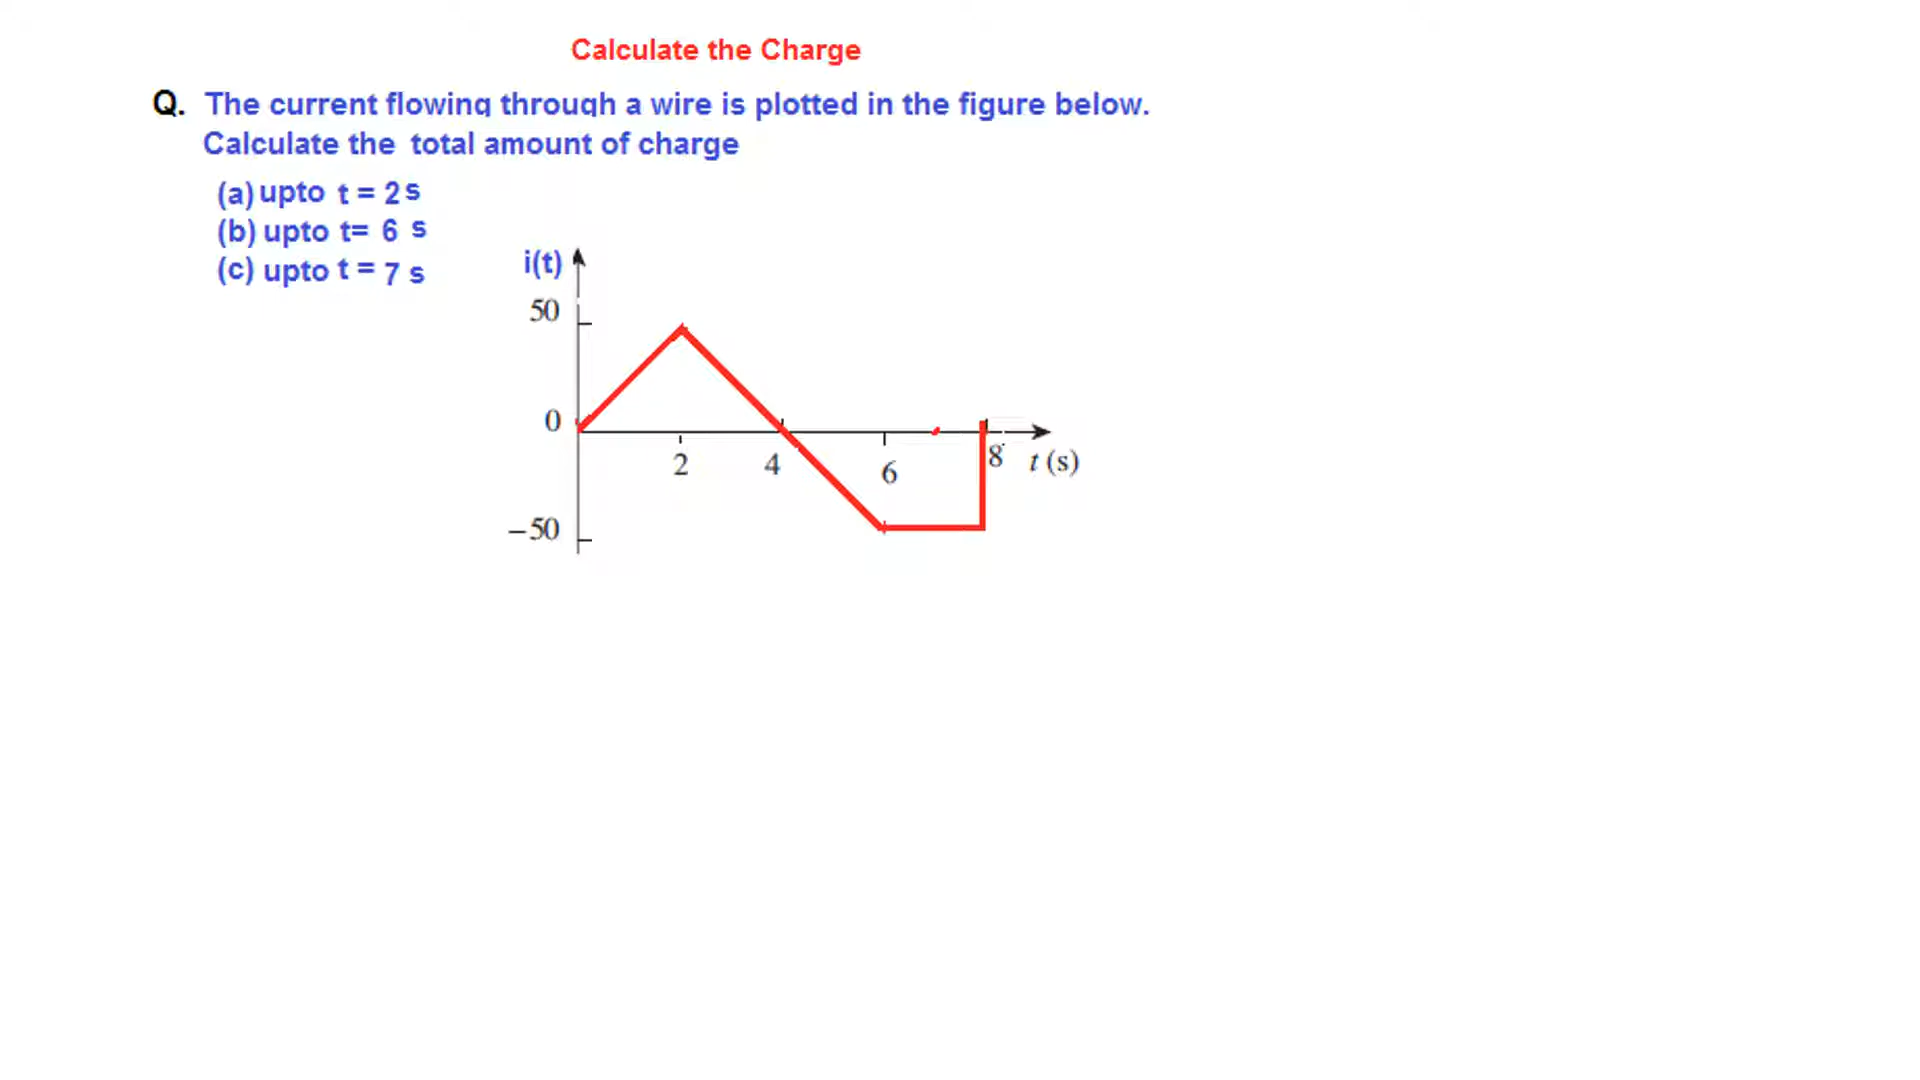 Calculate the Charge
Q. The current flowing through a wire is plotted in the figure below.
Calculate the total amount of charge
(a) upto t = 2 s
(b) upto t= 6 s
(c) upto t = 7 s
i(t)
50
0
2 4 6 8 t (s)
−50